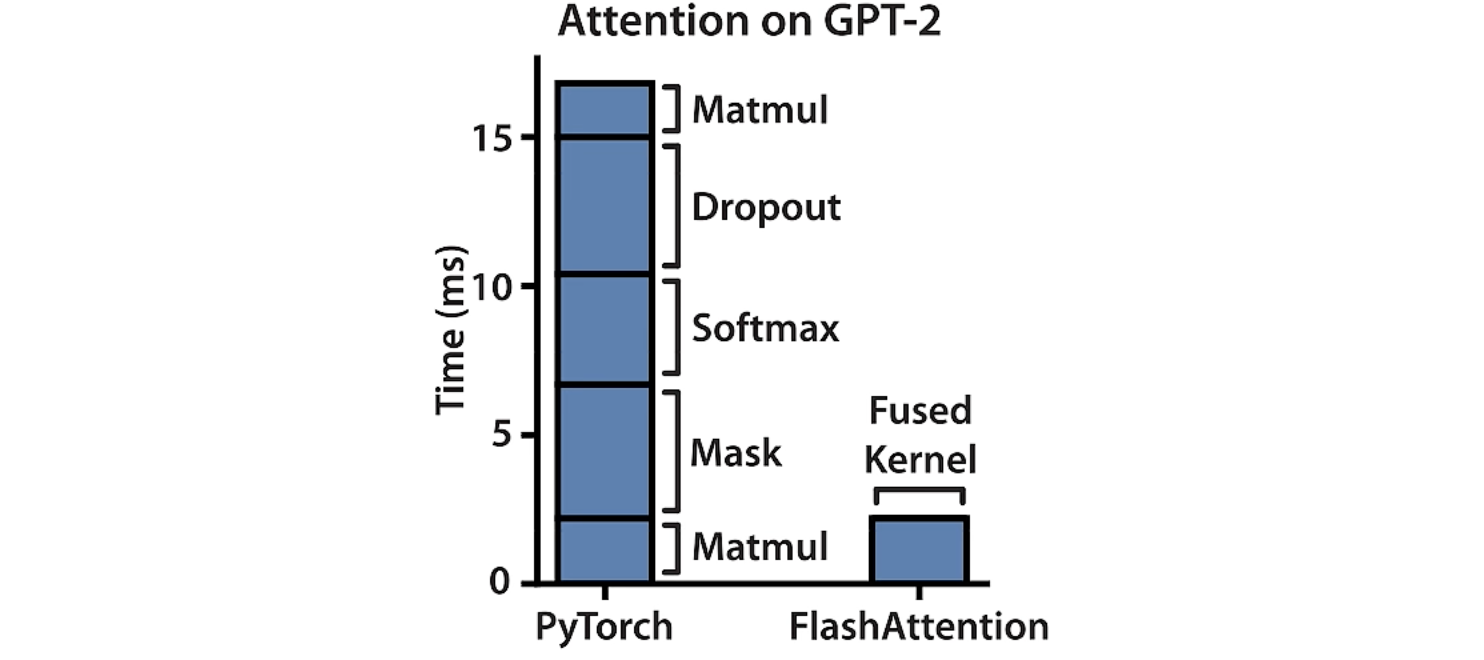 Attention on GPT-2
Time (ms)
15
10
5
0
Matmul
Dropout
Softmax
Mask
Matmul
Fused
Kernel
PyTorch
FlashAttention